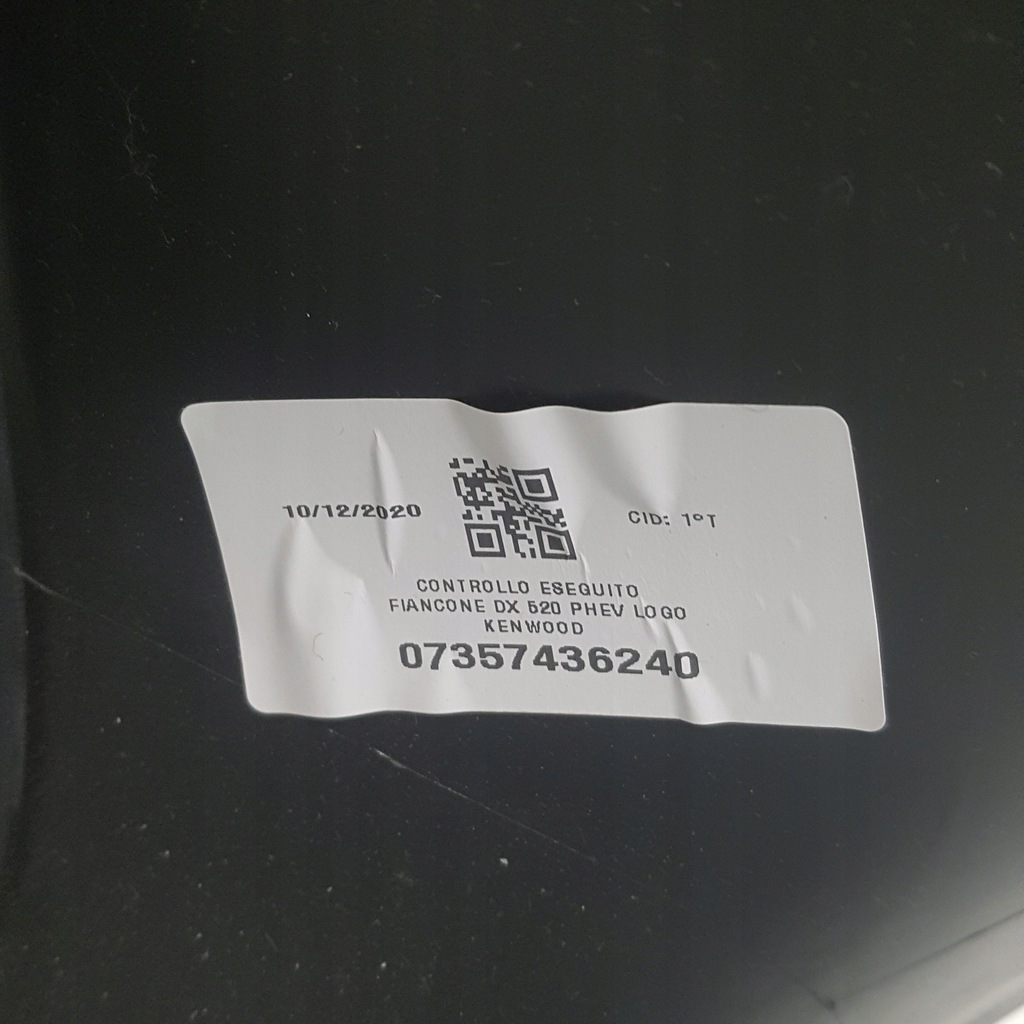 10/12/2020
CID: 1°T
CONTROLLO ESEGUITO
FIANCONE DX 520 PHEV LOGO
KENWOOD
07357436240